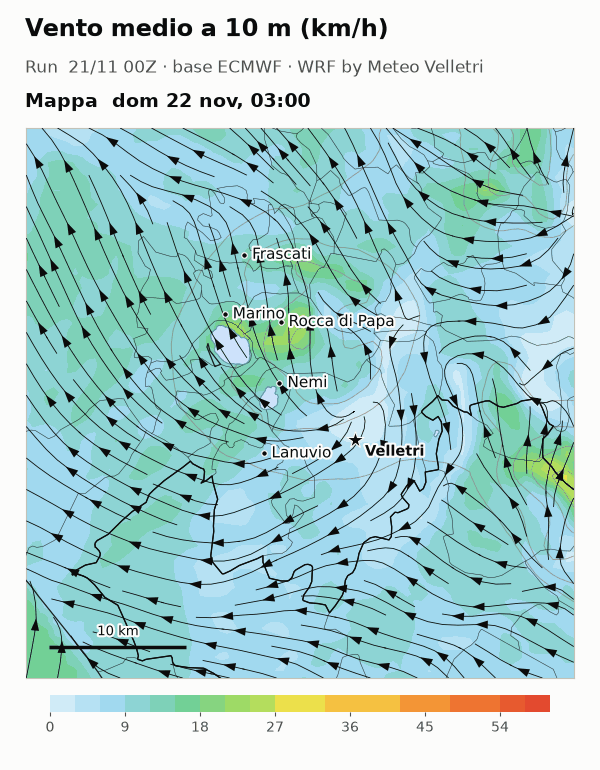 Vento medio a 10 m (km/h)
Run  21/11 00Z · base ECMWF · WRF by Meteo Velletri
Mappa  dom 22 nov, 03:00
Frascati
Marino
Rocca di Papa
Nemi
Velletri
Lanuvio
10 km
0 9 18 27 36 45 54